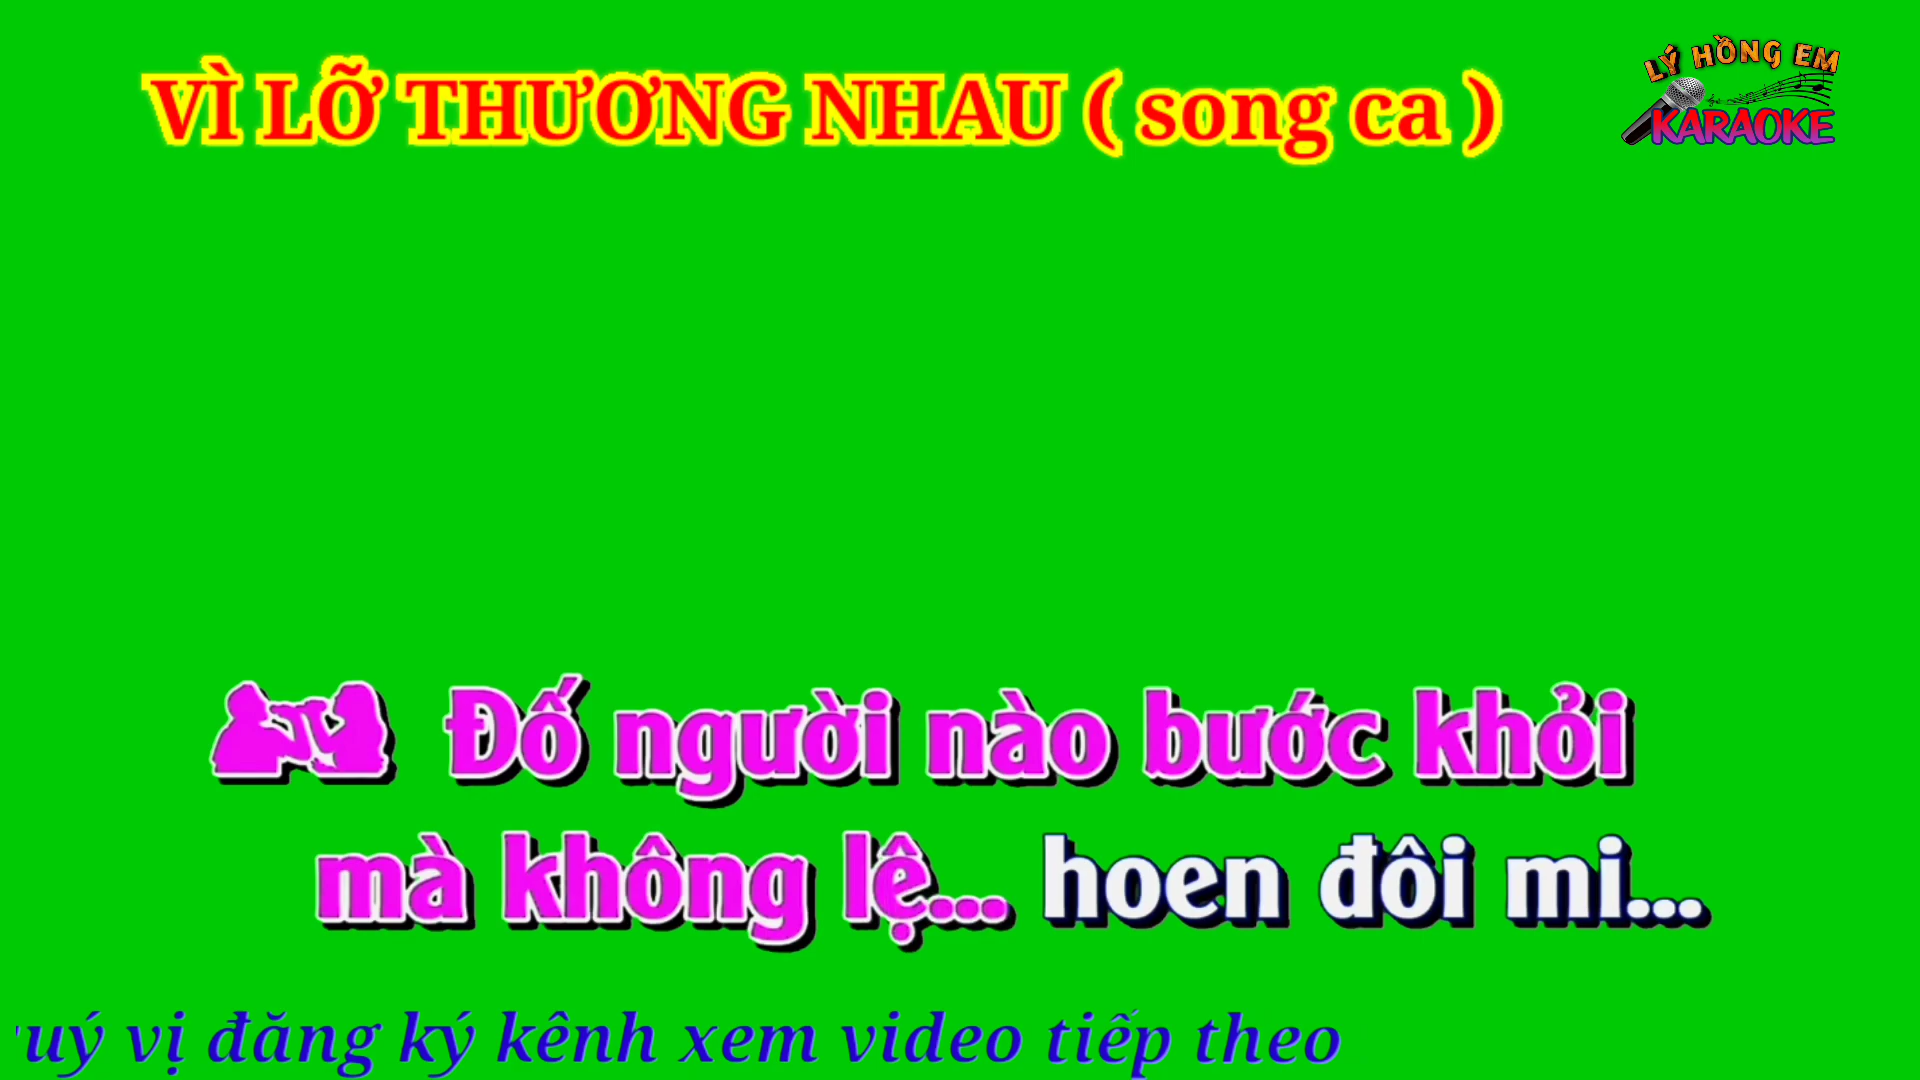 VÌ LỠ THƯƠNG NHAU ( song ca )
LÝ HỒNG EM
KARAOKE
Đố người nào bước khỏi
mà không lệ... hoen đôi mi...
vị đăng ký kênh xem video tiếp theo